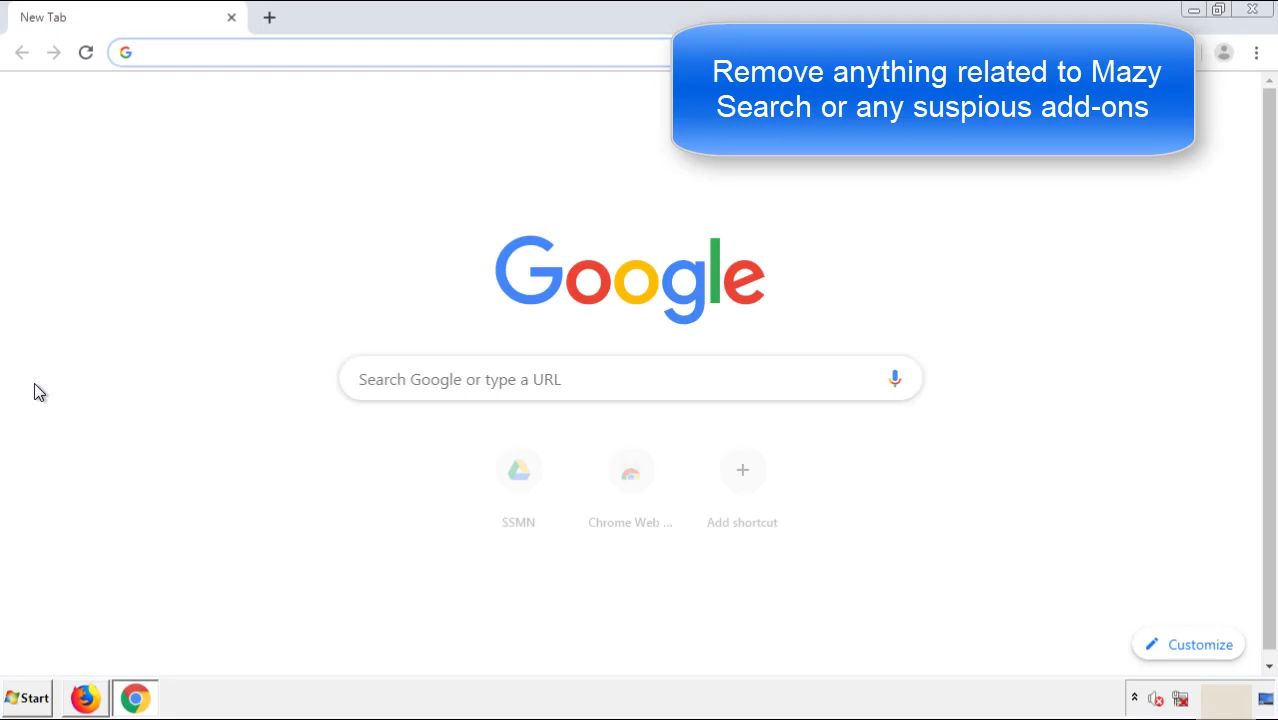 New Tab
Remove anything related to Mazy
Search or any suspious add-ons
Google
Search Google or type a URL
SSMN
Chrome Web ...
Add shortcut
Customize
Start